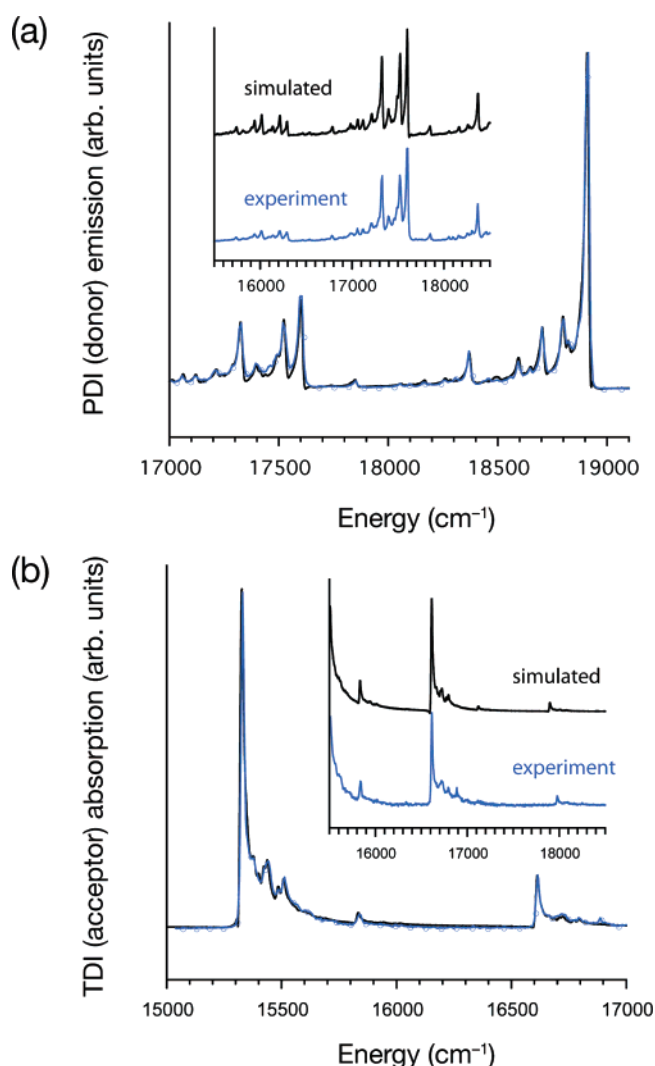 (a)
PDI (donor) emission (arb. units)
simulated
experiment
16000 17000 18000
17000 17500 18000 18500 19000
Energy (cm⁻¹)
(b)
TDI (acceptor) absorption (arb. units)
simulated
experiment
16000 17000 18000
15000 15500 16000 16500 17000
Energy (cm⁻¹)